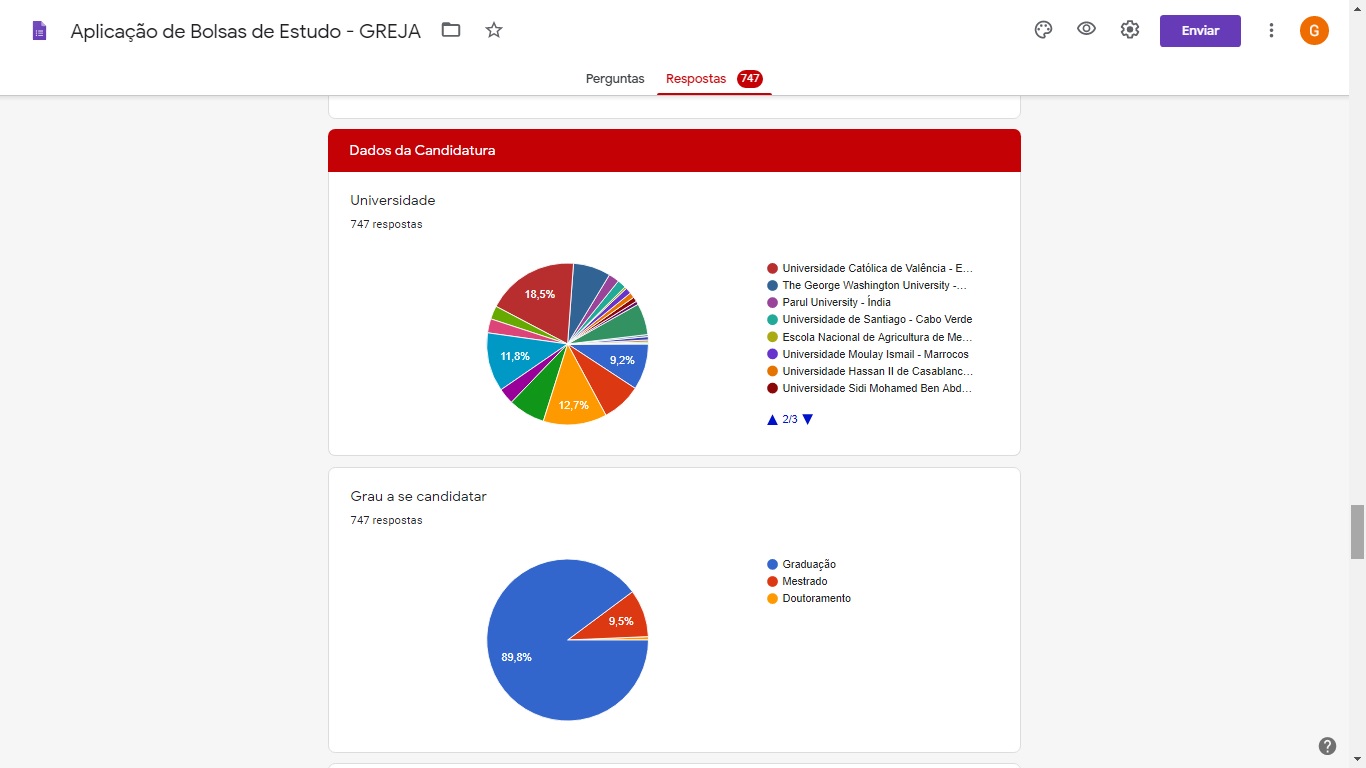 Aplicação de Bolsas de Estudo - GREJA
Enviar
G
Perguntas
Respostas 747
Dados da Candidatura
Universidade
747 respostas
18,5%
11,8%
12,7%
9,2%
Universidade Católica de Valência - E...
The George Washington University -...
Parul University - Índia
Universidade de Santiago - Cabo Verde
Escola Nacional de Agricultura de Me...
Universidade Moulay Ismail - Marrocos
Universidade Hassan II de Casablanc...
Universidade Sidi Mohamed Ben Abd...
2/3
Grau a se candidatar
747 respostas
89,8%
9,5%
Graduação
Mestrado
Doutoramento